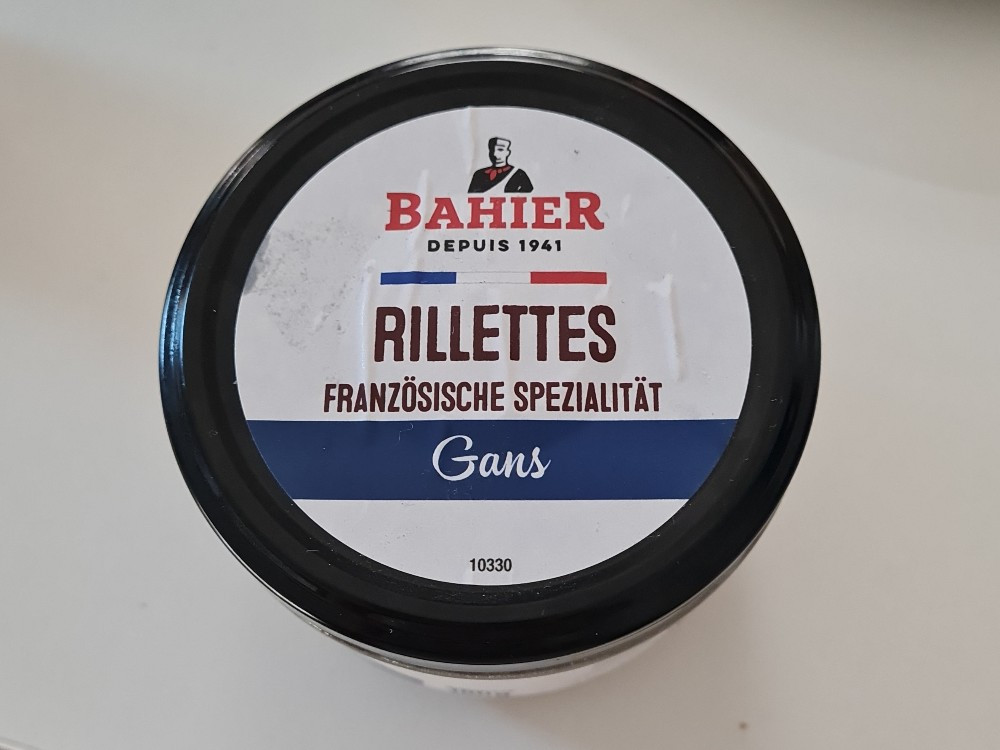 BAHIER
DEPUIS 1941
RILLETTES
FRANZÖSISCHE SPEZIALITÄT
Gans
10330